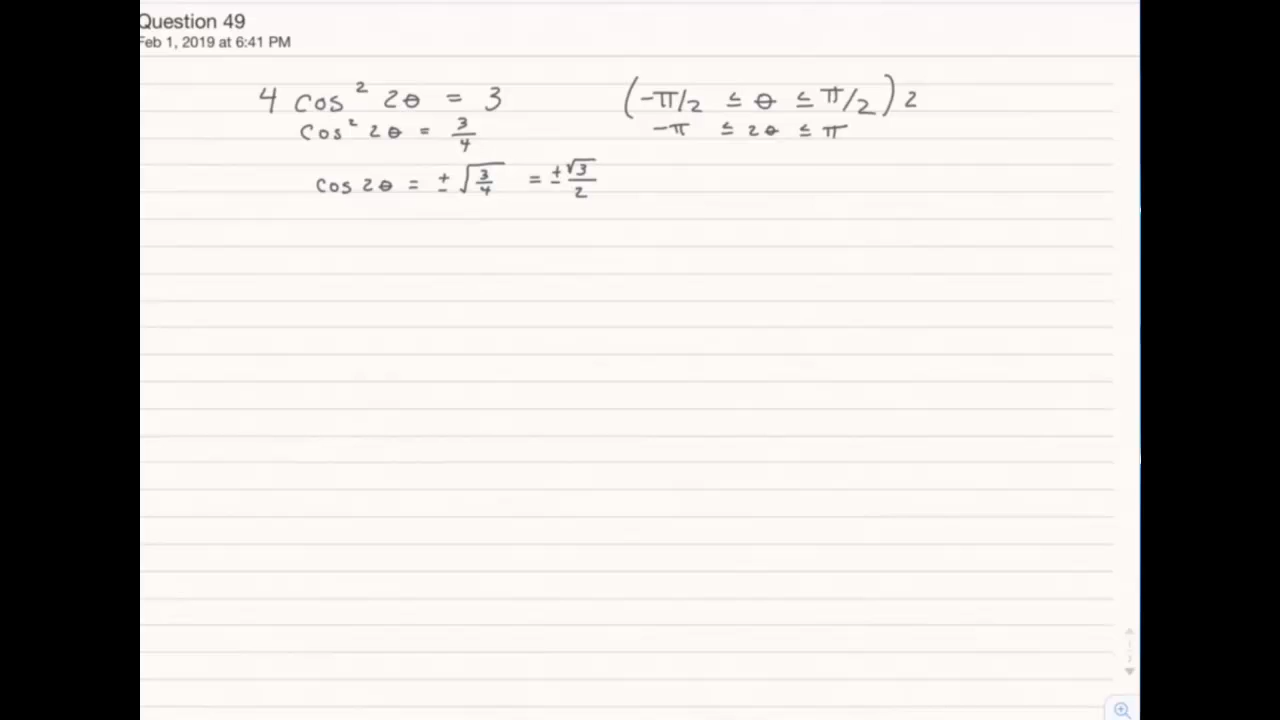 Question 49
Feb 1, 2019 at 6:41 PM
4 cos² 2θ = 3 (-π/2 ≤ θ ≤ π/2) 2
cos² 2θ = 3/4 -π ≤ 2θ ≤ π
cos 2θ = ± √(3/4) = ±√3/2